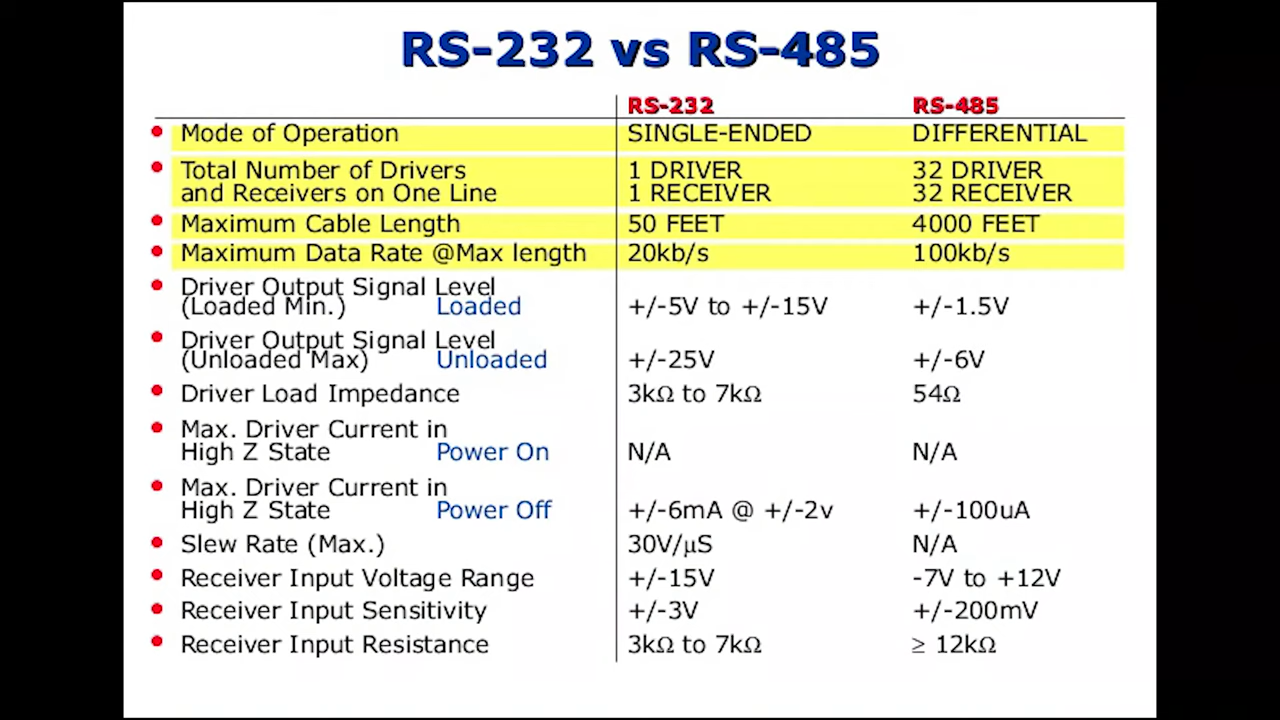 RS-232 vs RS-485
RS-232 RS-485
• Mode of Operation SINGLE-ENDED DIFFERENTIAL
• Total Number of Drivers 1 DRIVER 32 DRIVER
and Receivers on One Line 1 RECEIVER 32 RECEIVER
• Maximum Cable Length 50 FEET 4000 FEET
• Maximum Data Rate @Max length 20kb/s 100kb/s
• Driver Output Signal Level
(Loaded Min.) Loaded +/-5V to +/-15V +/-1.5V
• Driver Output Signal Level
(Unloaded Max) Unloaded +/-25V +/-6V
• Driver Load Impedance 3kΩ to 7kΩ 54Ω
• Max. Driver Current in
High Z State Power On N/A N/A
• Max. Driver Current in
High Z State Power Off +/-6mA @ +/-2v +/-100uA
• Slew Rate (Max.) 30V/μS N/A
• Receiver Input Voltage Range +/-15V -7V to +12V
• Receiver Input Sensitivity +/-3V +/-200mV
• Receiver Input Resistance 3kΩ to 7kΩ ≥ 12kΩ